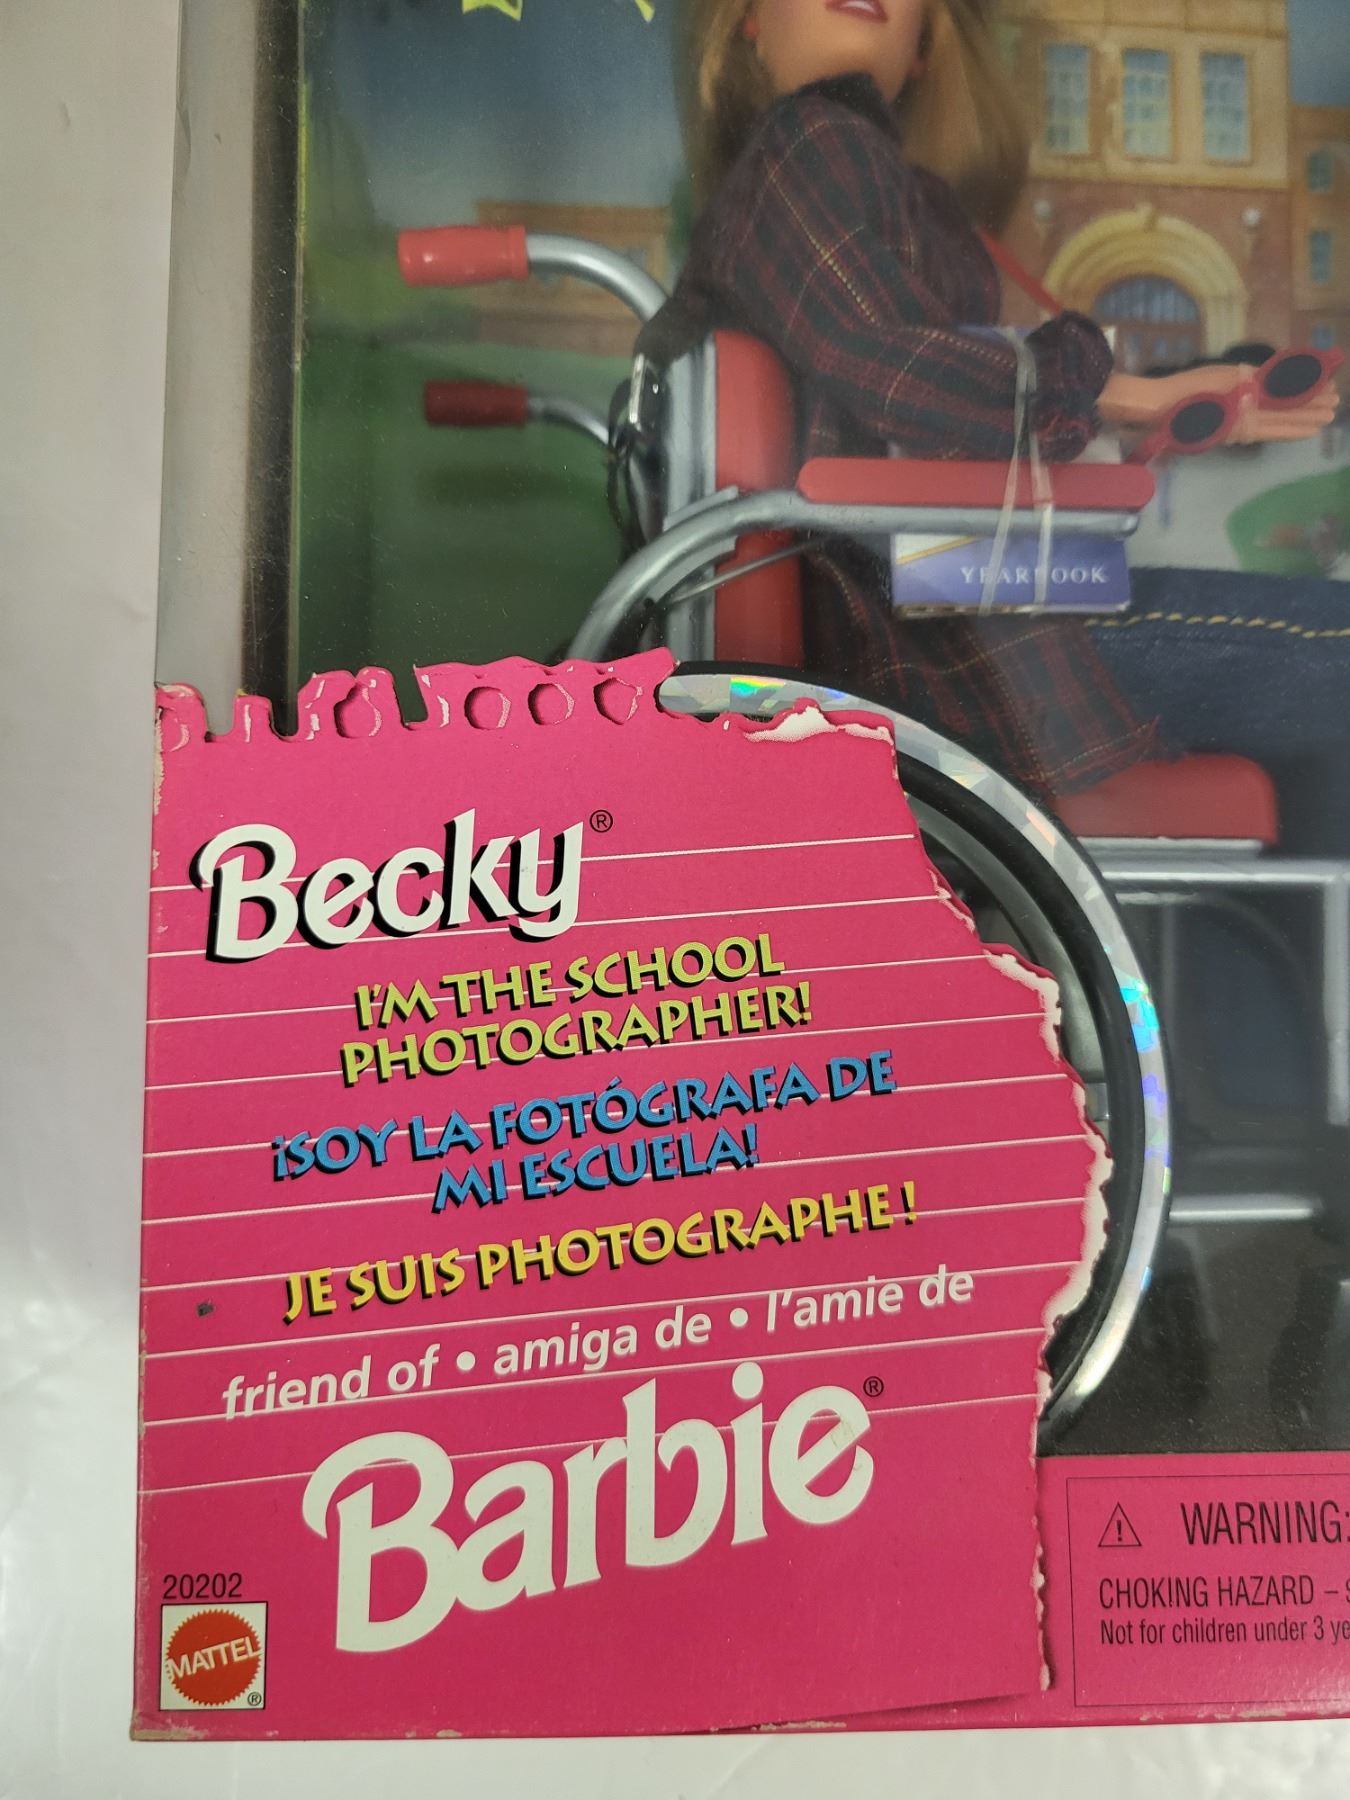 YEARBOOK
Becky®
I'M THE SCHOOL
PHOTOGRAPHER!
¡SOY LA FOTÓGRAFA DE
MI ESCUELA!
JE SUIS PHOTOGRAPHE !
friend of • amiga de • l'amie de
Barbie®
20202
MATTEL
®
⚠ WARNING:
CHOKING HAZARD –
Not for children under 3